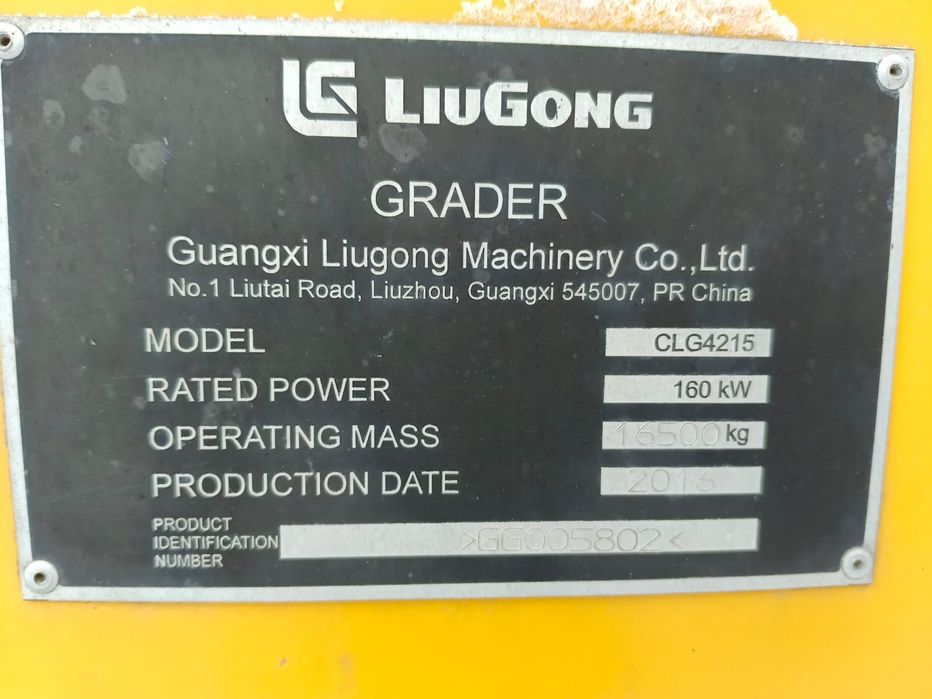 LG LIUGONG
GRADER
Guangxi Liugong Machinery Co.,Ltd.
No.1 Liutai Road, Liuzhou, Guangxi 545007, PR China
MODEL CLG4215
RATED POWER 160 kW
OPERATING MASS 16500 kg
PRODUCTION DATE 2016
PRODUCT
IDENTIFICATION
NUMBER >GG005802<